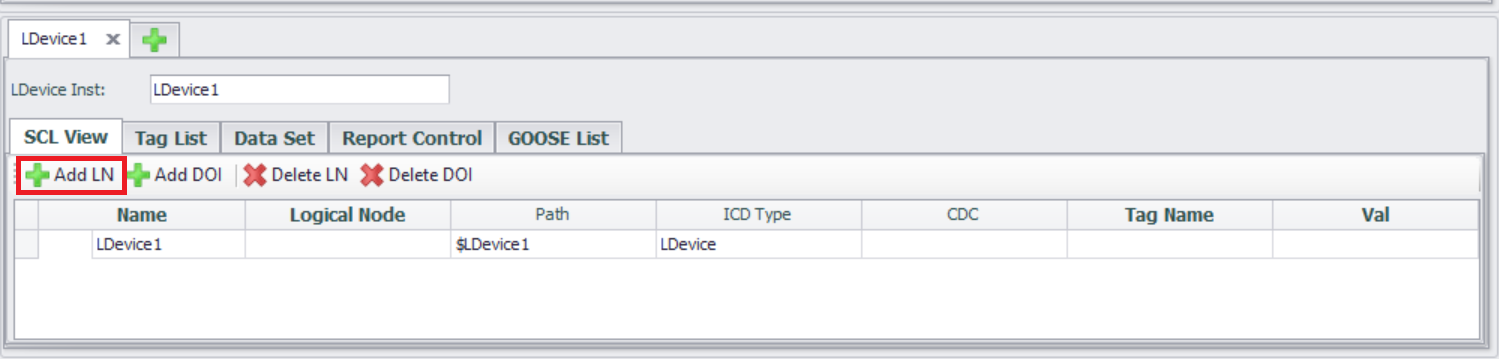 LDevice1
LDevice Inst: LDevice1
SCL View Tag List Data Set Report Control GOOSE List
Add LN Add DOI Delete LN Delete DOI
Name Logical Node Path ICD Type CDC Tag Name Val
LDevice1 $LDevice1 LDevice